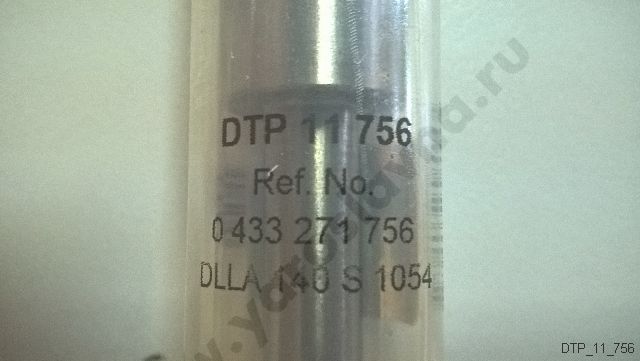 DTP 11 756
Ref. No.
0 433 271 756
DLLA 140 S 1054
DTP_11_756